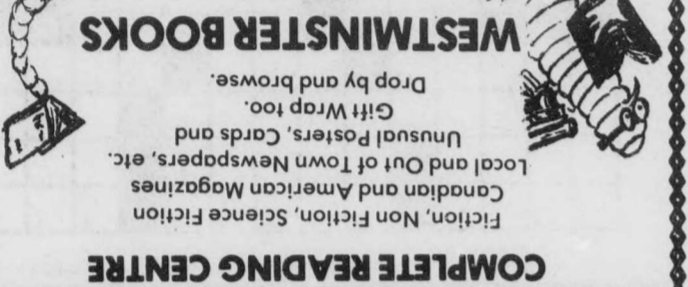 COMPLETE READING CENTRE
Fiction, Non Fiction, Science Fiction
Canadian and American Magazines
Local and Out of Town Newspapers, etc.
Unusual Posters, Cards and
Gift Wrap too.
Drop by and browse.
WESTMINSTER BOOKS